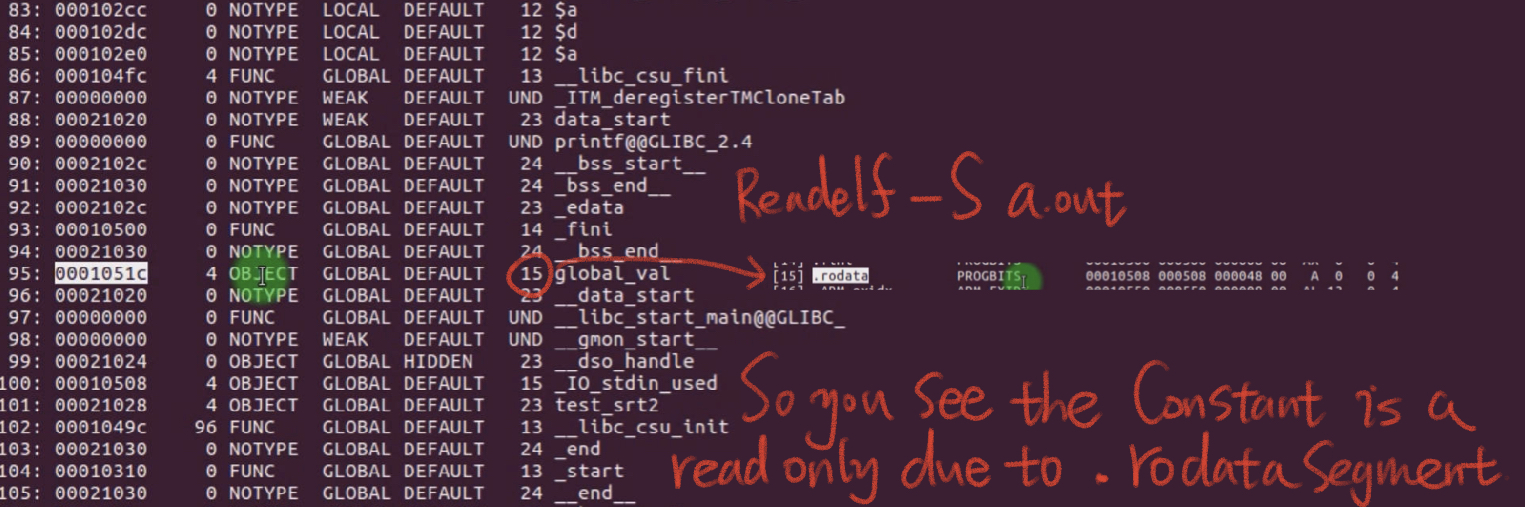 83: 000102cc 0 NOTYPE LOCAL DEFAULT 12 $a
84: 000102dc 0 NOTYPE LOCAL DEFAULT 12 $d
85: 000102e0 0 NOTYPE LOCAL DEFAULT 12 $a
86: 000104fc 4 FUNC GLOBAL DEFAULT 13 __libc_csu_fini
87: 00000000 0 NOTYPE WEAK DEFAULT UND _ITM_deregisterTMCloneTab
88: 00021020 0 NOTYPE WEAK DEFAULT 23 data_start
89: 00000000 0 FUNC GLOBAL DEFAULT UND printf@@GLIBC_2.4
90: 0002102c 0 NOTYPE GLOBAL DEFAULT 24 __bss_start__
91: 00021030 0 NOTYPE GLOBAL DEFAULT 24 _bss_end__
92: 0002102c 0 NOTYPE GLOBAL DEFAULT 23 _edata
93: 00010500 0 FUNC GLOBAL DEFAULT 14 _fini
94: 00021030 0 NOTYPE GLOBAL DEFAULT 24 __bss_end__
95: 0001051c 4 OBJECT GLOBAL DEFAULT 15 global_val
96: 00021020 0 NOTYPE GLOBAL DEFAULT 23 __data_start
97: 00000000 0 FUNC GLOBAL DEFAULT UND __libc_start_main@@GLIBC_
98: 00000000 0 NOTYPE WEAK DEFAULT UND __gmon_start__
99: 00021024 0 OBJECT GLOBAL HIDDEN 23 __dso_handle
100: 00010508 4 OBJECT GLOBAL DEFAULT 15 _IO_stdin_used
101: 00021028 4 OBJECT GLOBAL DEFAULT 23 test_srt2
102: 0001049c 96 FUNC GLOBAL DEFAULT 13 __libc_csu_init
103: 00021030 0 NOTYPE GLOBAL DEFAULT 24 _end
104: 00010310 0 FUNC GLOBAL DEFAULT 13 _start
105: 00021030 0 NOTYPE GLOBAL DEFAULT 24 __end__
Readelf -S a.out
[15] .rodata PROGBITS 00010508 000508 000048 00 A 0 0 4
So you see the Constant is a
read only due to .rodata segment